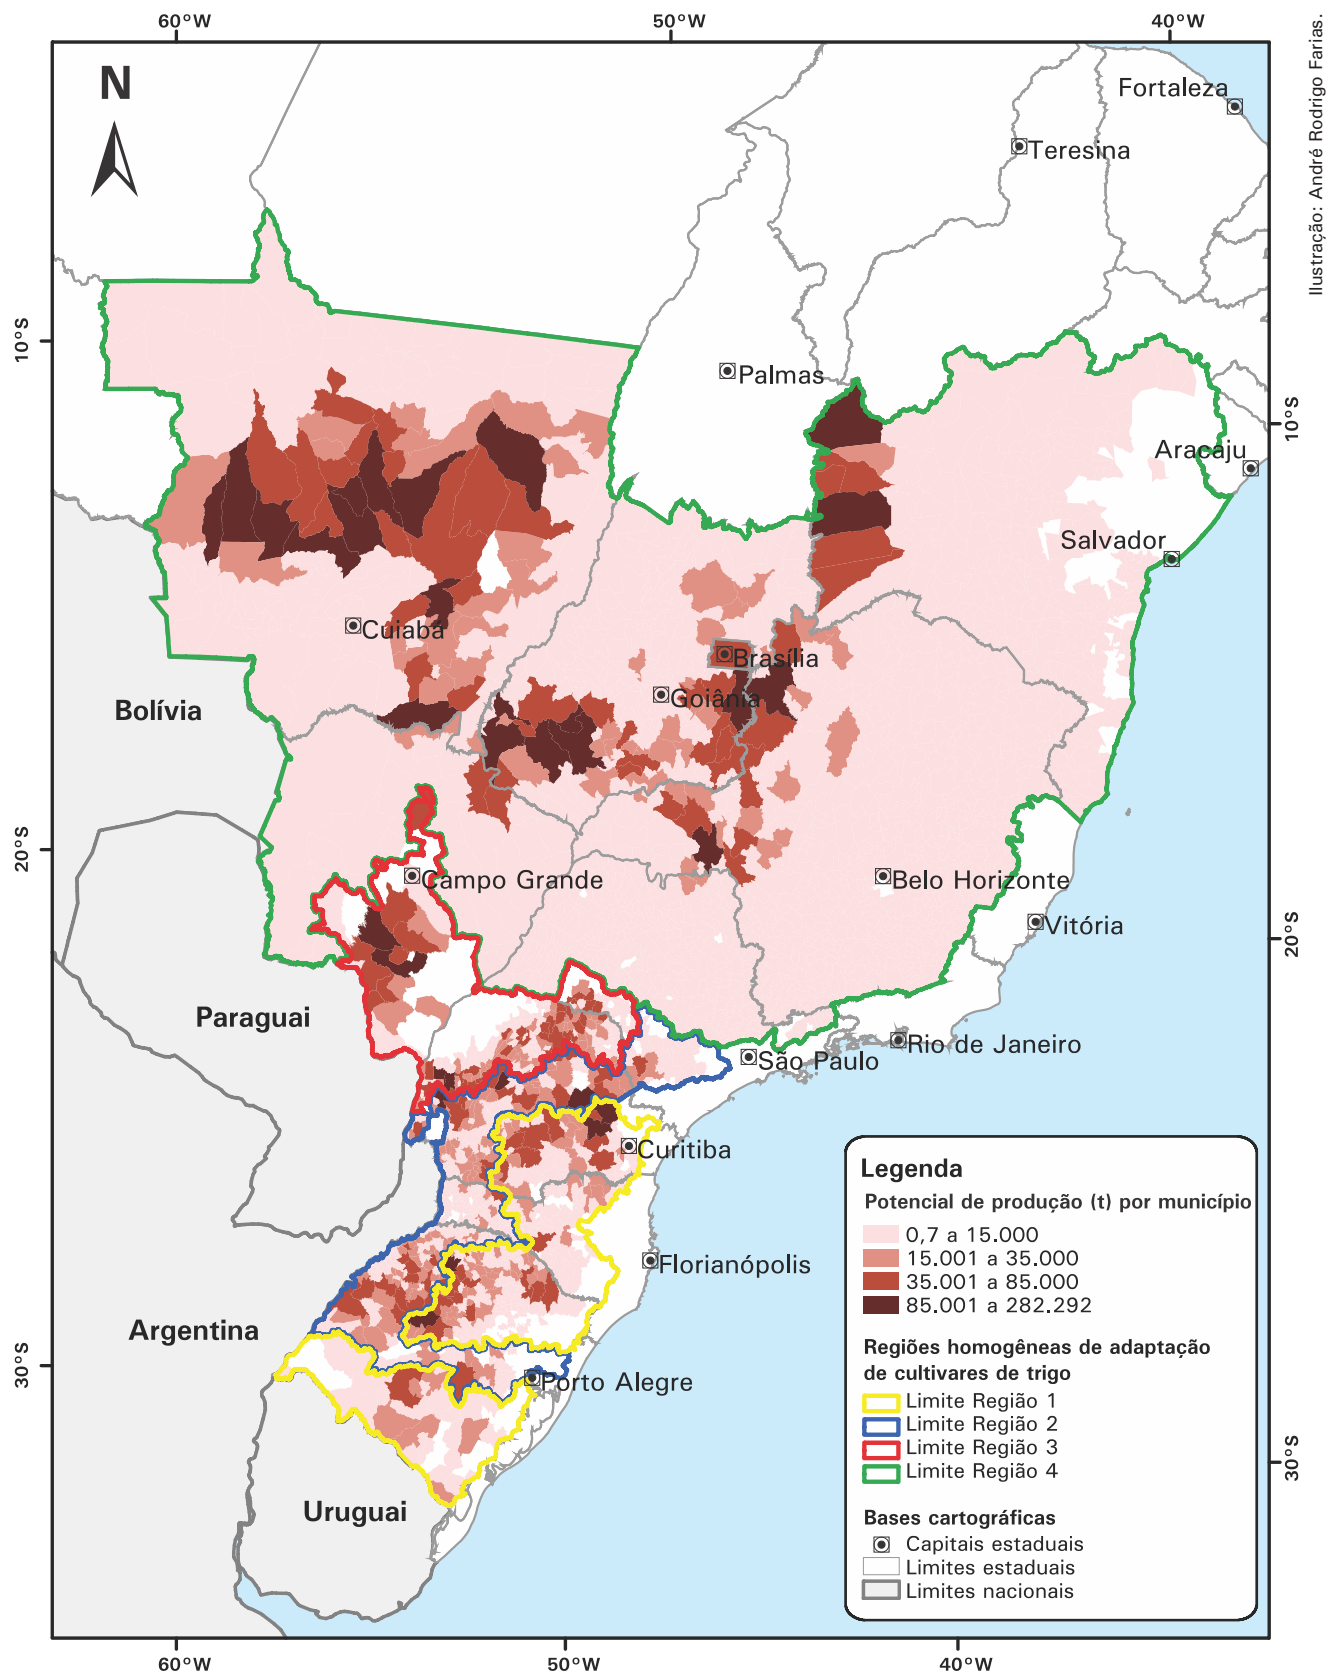 60°W
50°W
40°W
Ilustração: André Rodrigo Farias.
N
Fortaleza
Teresina
10°S
Palmas
10°S
Aracaju
Salvador
Cuiabá
Brasília
Goiânia
Bolívia
20°S
Campo Grande
Belo Horizonte
Vitória
20°S
Paraguai
Rio de Janeiro
São Paulo
Curitiba
Florianópolis
Argentina
30°S
Porto Alegre
30°S
Uruguai
Legenda
Potencial de produção (t) por município
0,7 a 15.000
15.001 a 35.000
35.001 a 85.000
85.001 a 282.292
Regiões homogêneas de adaptação
de cultivares de trigo
Limite Região 1
Limite Região 2
Limite Região 3
Limite Região 4
Bases cartográficas
Capitais estaduais
Limites estaduais
Limites nacionais
60°W
50°W
40°W